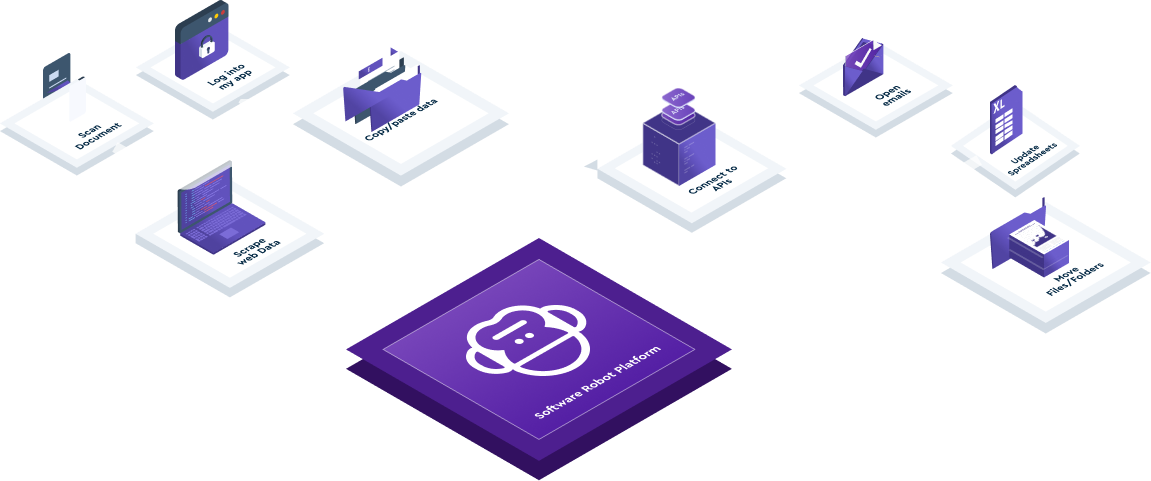 Log into
my app
Scan
Document
Copy/paste data
Scrape
web Data
APIs
APIs
Connect to
APIs
Open
emails
XL
Update
Spreadsheets
Move
Files/Folders
Software Robot Platform